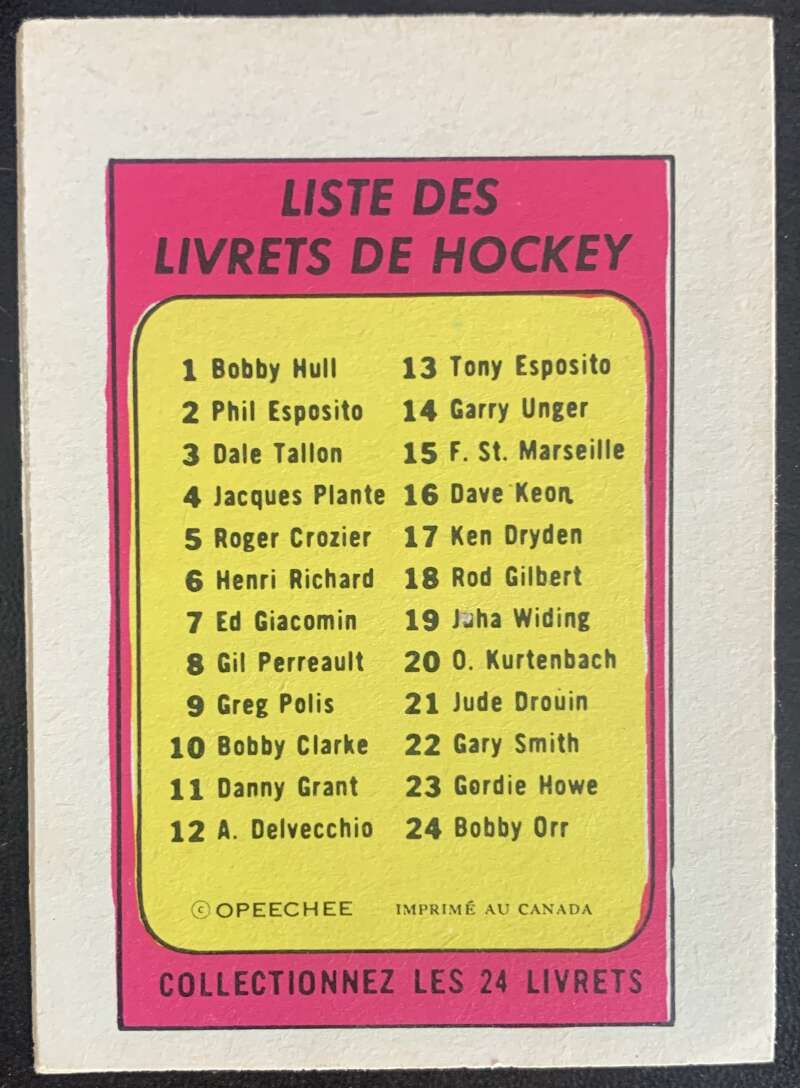 LISTE DES
LIVRETS DE HOCKEY
1 Bobby Hull
2 Phil Esposito
3 Dale Tallon
4 Jacques Plante
5 Roger Crozier
6 Henri Richard
7 Ed Giacomin
8 Gil Perreault
9 Greg Polis
10 Bobby Clarke
11 Danny Grant
12 A. Delvecchio
13 Tony Esposito
14 Garry Unger
15 F. St. Marseille
16 Dave Keon
17 Ken Dryden
18 Rod Gilbert
19 Juha Widing
20 O. Kurtenbach
21 Jude Drouin
22 Gary Smith
23 Gordie Howe
24 Bobby Orr
© OPEECHEE IMPRIMÉ AU CANADA
COLLECTIONNEZ LES 24 LIVRETS